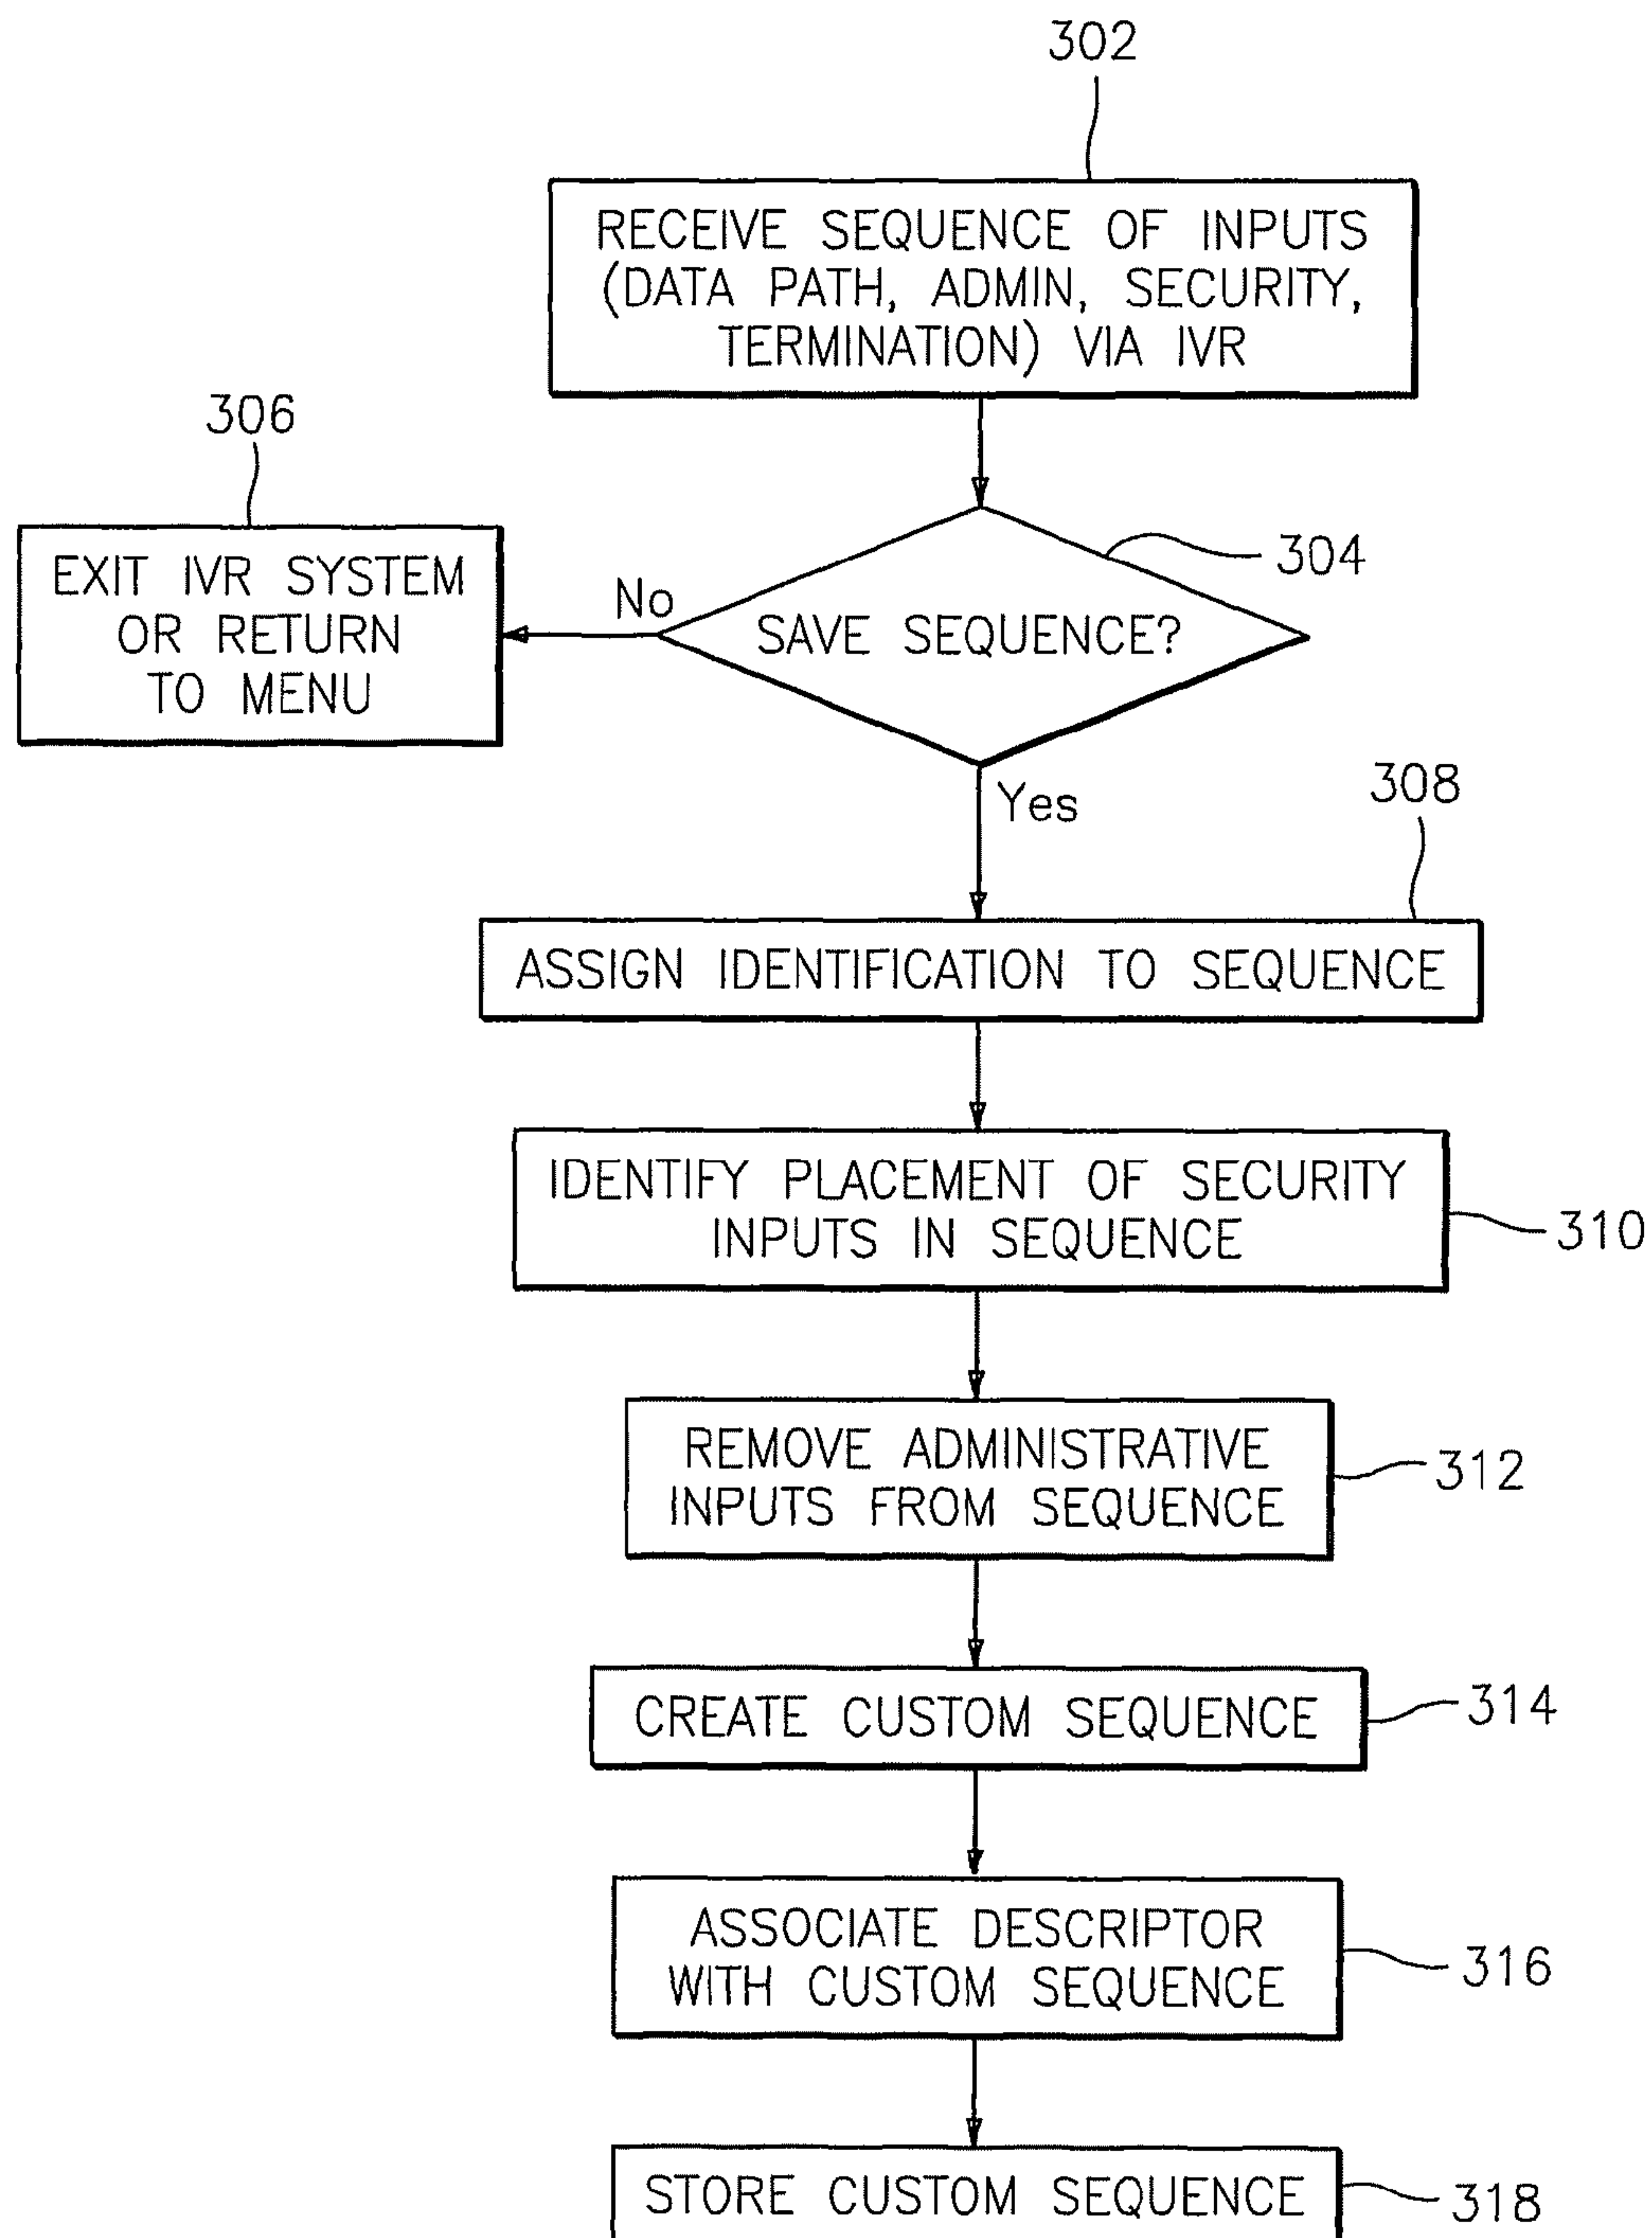 302
RECEIVE SEQUENCE OF INPUTS
(DATA PATH, ADMIN, SECURITY,
TERMINATION) VIA IVR
306
EXIT IVR SYSTEM
OR RETURN
TO MENU
No
304
SAVE SEQUENCE?
Yes
308
ASSIGN IDENTIFICATION TO SEQUENCE
IDENTIFY PLACEMENT OF SECURITY
INPUTS IN SEQUENCE
310
REMOVE ADMINISTRATIVE
INPUTS FROM SEQUENCE
312
CREATE CUSTOM SEQUENCE
314
ASSOCIATE DESCRIPTOR
WITH CUSTOM SEQUENCE
316
STORE CUSTOM SEQUENCE
318